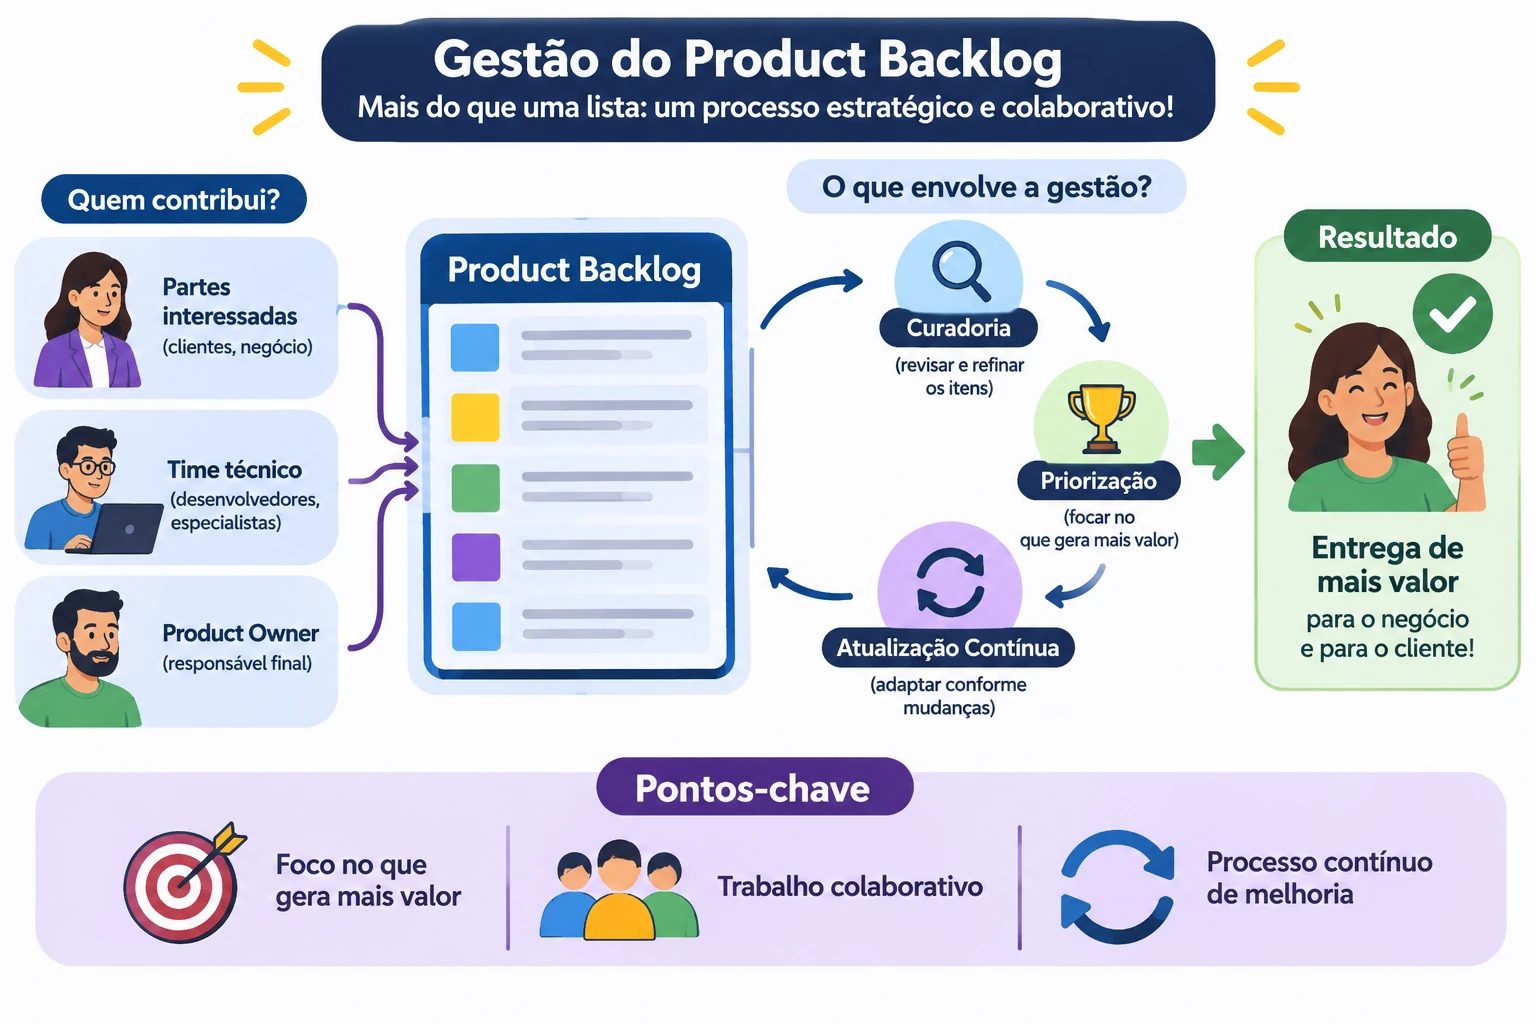 Gestão do Product Backlog
Mais do que uma lista: um processo estratégico e colaborativo!
Quem contribui?
Partes
interessadas
(clientes, negócio)
Time técnico
(desenvolvedores,
especialistas)
Product Owner
(responsável final)
Product Backlog
O que envolve a gestão?
Curadoria
(revisar e refinar
os itens)
Priorização
(focar no
que gera mais valor)
Atualização Contínua
(adaptar conforme
mudanças)
Resultado
Entrega de
mais valor
para o negócio
e para o cliente!
Pontos-chave
Foco no que
gera mais valor
Trabalho colaborativo
Processo contínuo
de melhoria